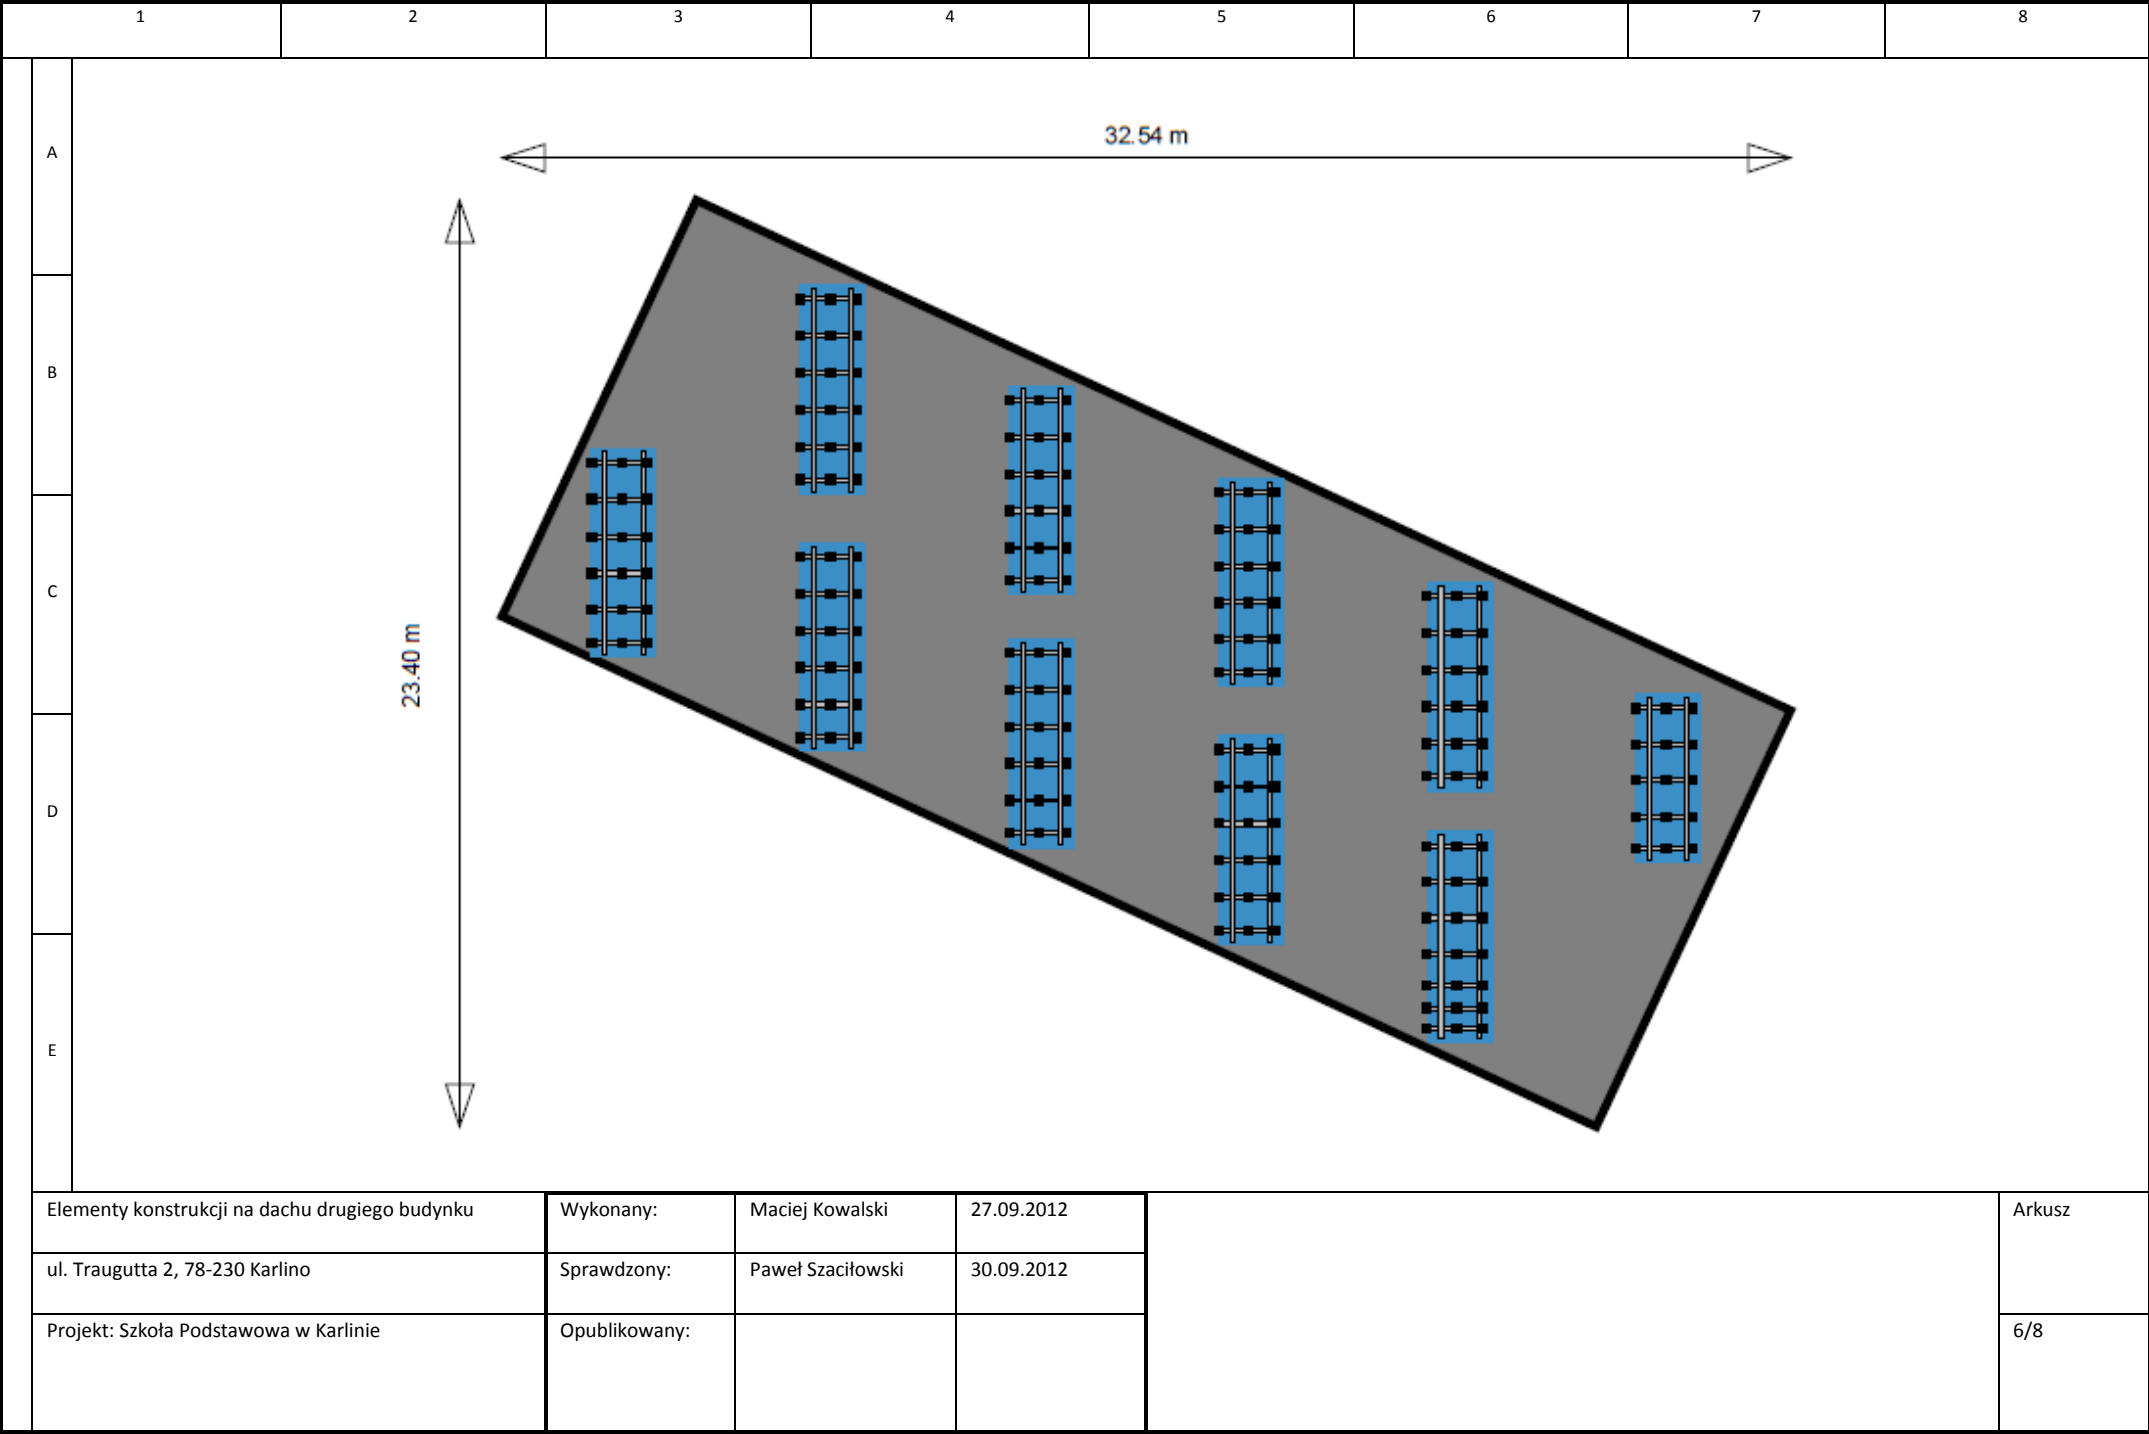 1 2 3 4 5 6 7 8
A
32.54 m
B
C
23.40 m
D
E
Elementy konstrukcji na dachu drugiego budynku
Wykonany: Maciej Kowalski 27.09.2012
Arkusz
ul. Traugutta 2, 78-230 Karlino
Sprawdzony: Paweł Szaciłowski 30.09.2012
Projekt: Szkoła Podstawowa w Karlinie
Opublikowany:
6/8